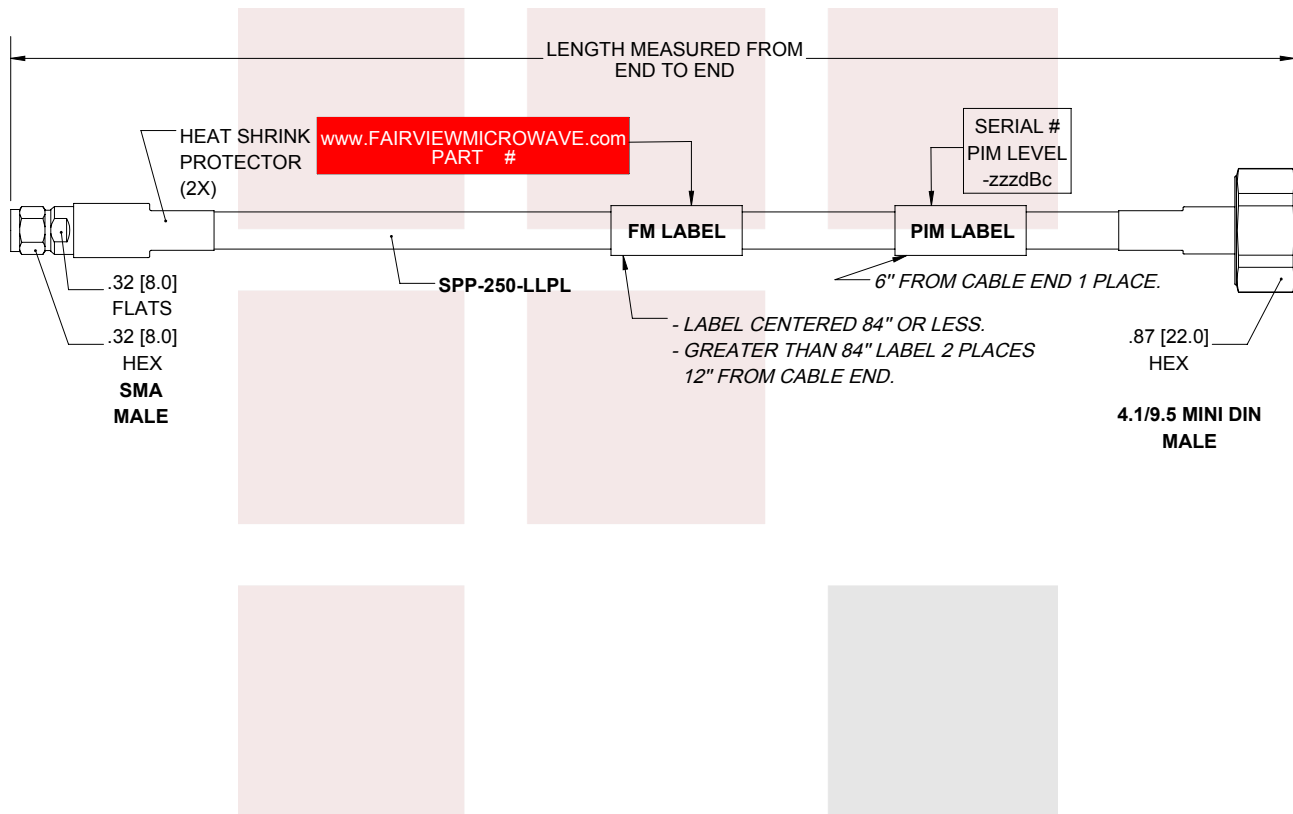 LENGTH MEASURED FROM
END TO END
HEAT SHRINK
PROTECTOR
(2X)
www.FAIRVIEWMICROWAVE.com
PART #
SERIAL #
PIM LEVEL
-zzzdBc
FM LABEL
PIM LABEL
.32 [8.0]
FLATS
.32 [8.0]
HEX
SMA
MALE
SPP-250-LLPL
6" FROM CABLE END 1 PLACE.
- LABEL CENTERED 84" OR LESS.
- GREATER THAN 84" LABEL 2 PLACES
12" FROM CABLE END.
.87 [22.0]
HEX
4.1/9.5 MINI DIN
MALE